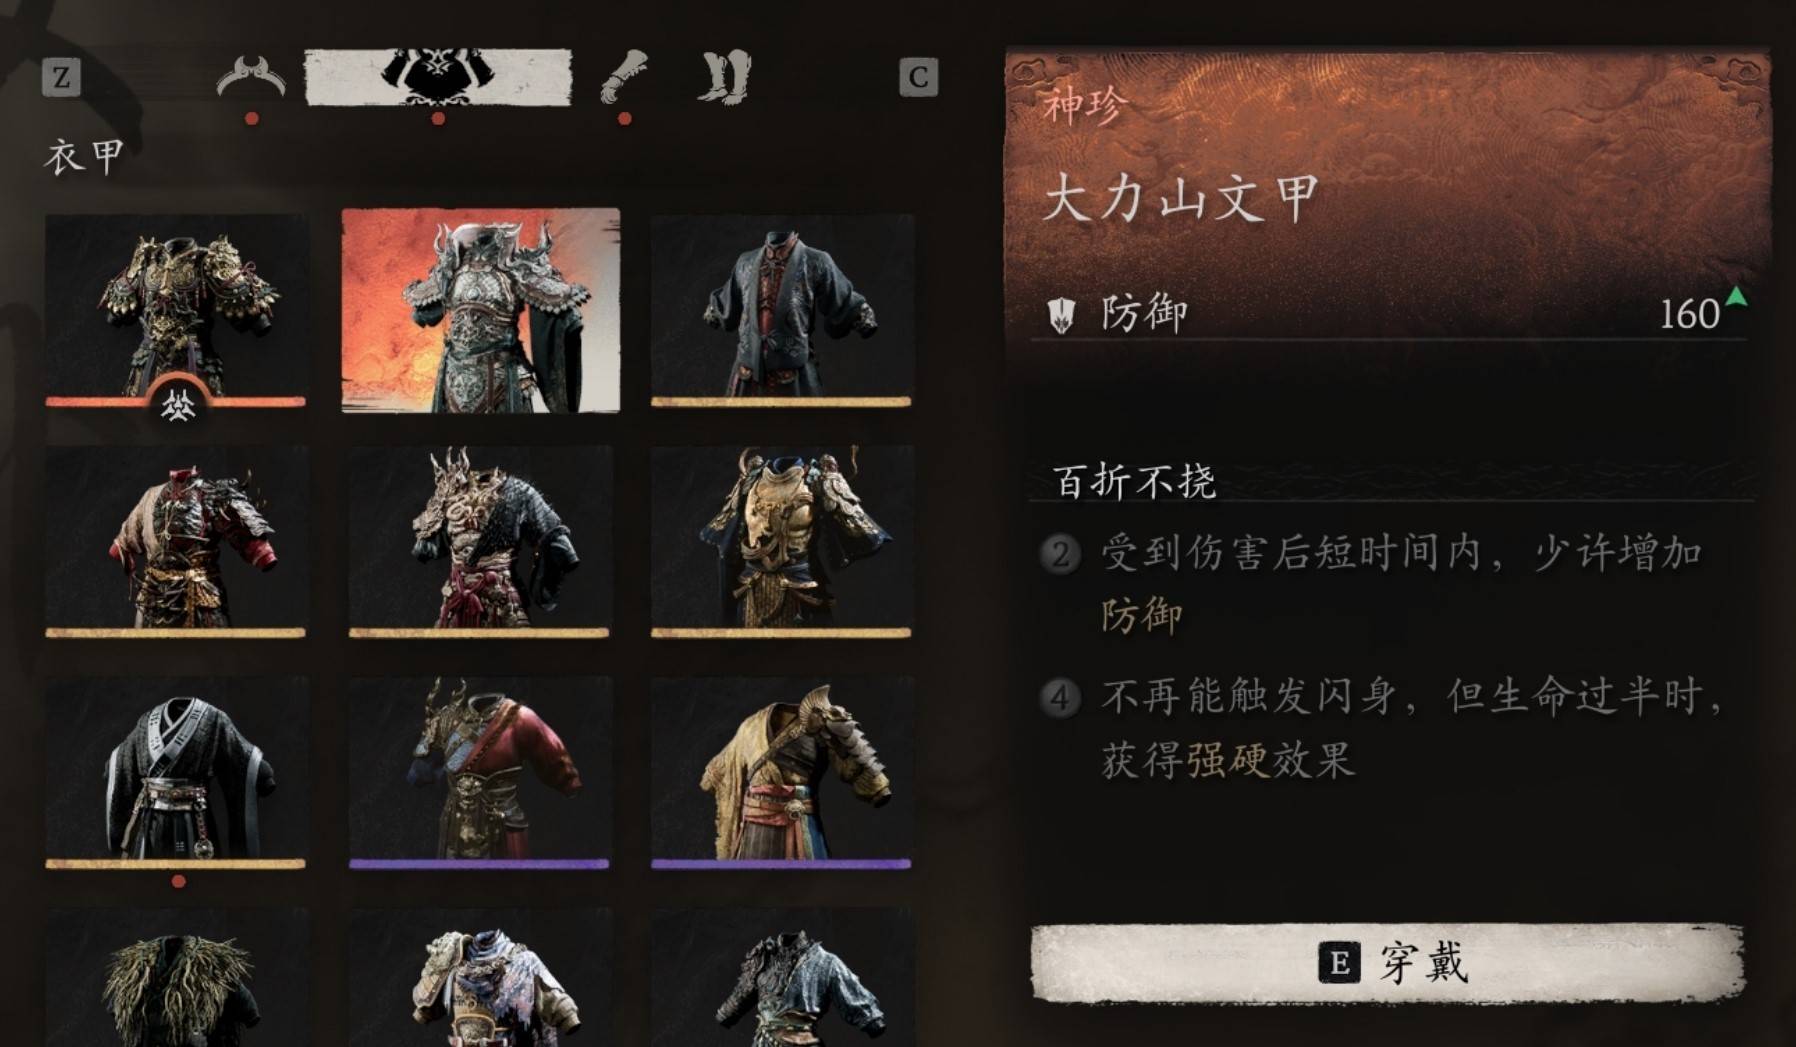 Z
C
衣甲
神珍
大力山文甲
防御 160
百折不挠
2 受到伤害后短时间内，少许增加
防御
4 不再能触发闪身，但生命过半时，
获得强硬效果
E 穿戴